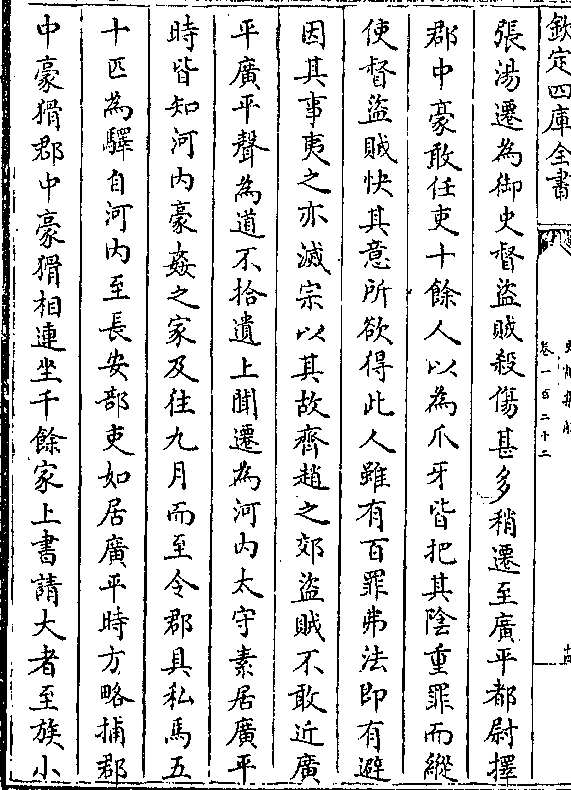 欽定四庫全書
卷一百二十二
張湯遷為御史督盜賊殺傷甚多稍遷至廣平都尉擇
郡中豪敢任吏十餘人以為爪牙皆把其陰重罪而縱
使督盜賊快其意所欲得此人雖有百罪弗法即有避
因其事夷之亦滅宗以其故齊趙之郊盜賊不敢近廣
平廣平聲為道不拾遺上聞遷為河內太守素居廣平
時皆知河內豪姦之家及往九月而至令郡具私馬五
十匹為驛自河內至長安部吏如居廣平時方略捕郡
中豪猾郡中豪猾相連坐千餘家上書請大者至族小